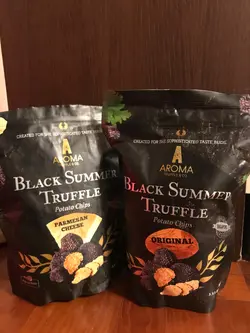 CREATED FOR THE SOPHISTICATED TASTE BUDS
A
AROMA
BLACK SUMMER
TRUFFLE
Potato Chips
PARMESAN
CHEESE
CREATED FOR THE SOPHISTICATED TASTE BUDS
A
AROMA
BLACK SUMMER
TRUFFLE
Potato Chips
ORIGINAL